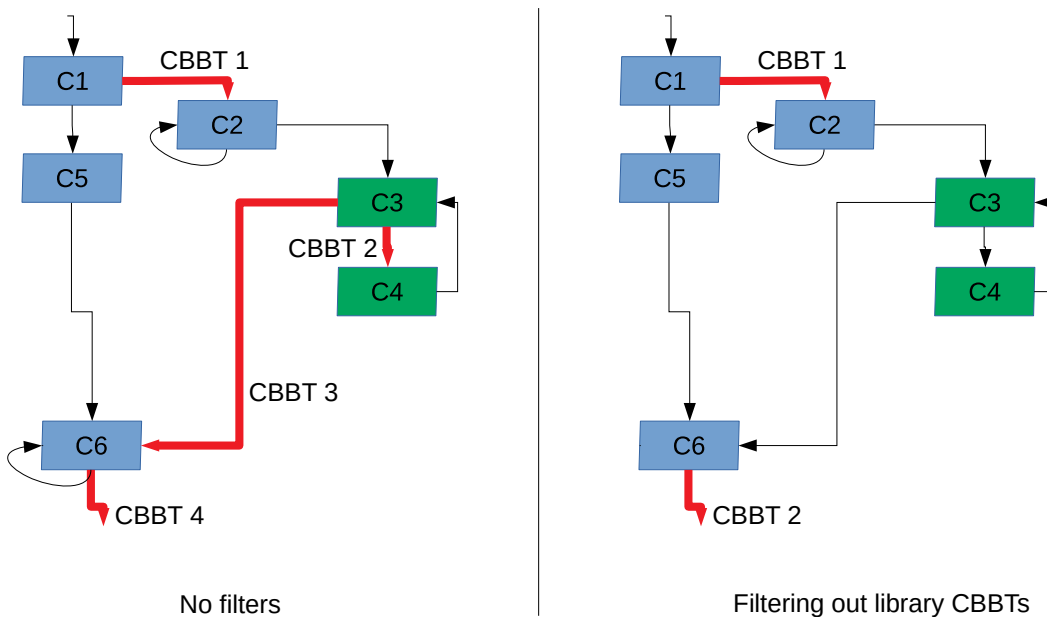 CBBT 1
C1
C2
C5
C3
CBBT 2
C4
CBBT 3
C6
CBBT 4
No filters
CBBT 1
C1
C2
C5
C3
C4
C6
CBBT 2
Filtering out library CBBTs